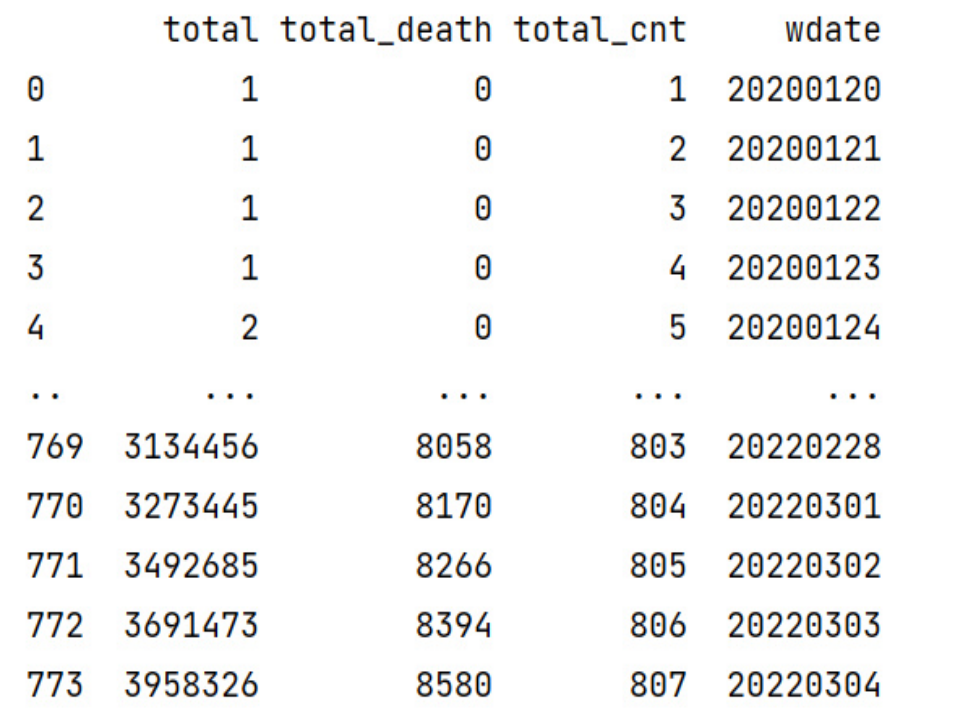 total total_death total_cnt wdate
0 1 0 1 20200120
1 1 0 2 20200121
2 1 0 3 20200122
3 1 0 4 20200123
4 2 0 5 20200124
.. ... ... ... ...
769 3134456 8058 803 20220228
770 3273445 8170 804 20220301
771 3492685 8266 805 20220302
772 3691473 8394 806 20220303
773 3958326 8580 807 20220304